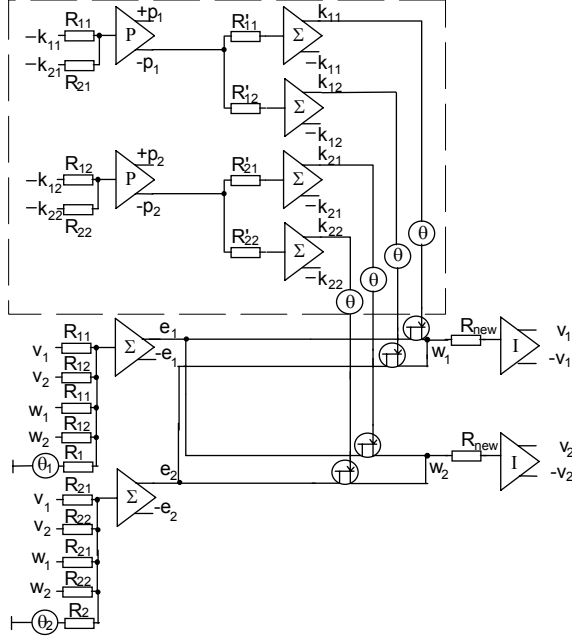 R11 +p1 R'11 k11
−k11 P Σ
−k21 -p1 −k11
R21 k12
R'12 Σ
−k12
R12 +p2 R'21 k21
−k12 P Σ
−k22 -p2 −k21
R22 R'22 k22
Σ θ θ θ
−k22 θ
R11 e1 Rnew v1
v1 Σ I
v2 R12 -e1 w1 -v1
w1 R11
w2 R12
θ1 R1 Rnew v2
R21 e2 w2 I
v1 Σ -v2
v2 R22 -e2
w1 R21
w2 R22
θ2 R2